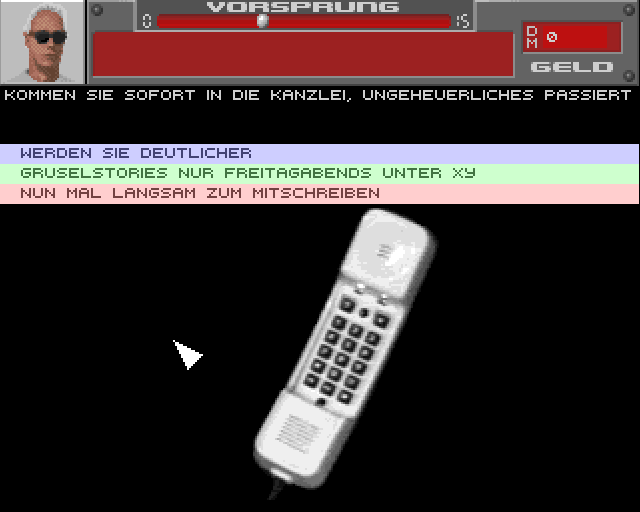 VORSPRUNG
0 15
DM 0
GELD
KOMMEN SIE SOFORT IN DIE KANZLEI, UNGEHEUERLICHES PASSIERT
WERDEN SIE DEUTLICHER
GRUSELSTORIES NUR FREITAGABENDS UNTER XY
NUN MAL LANGSAM ZUM MITSCHREIBEN